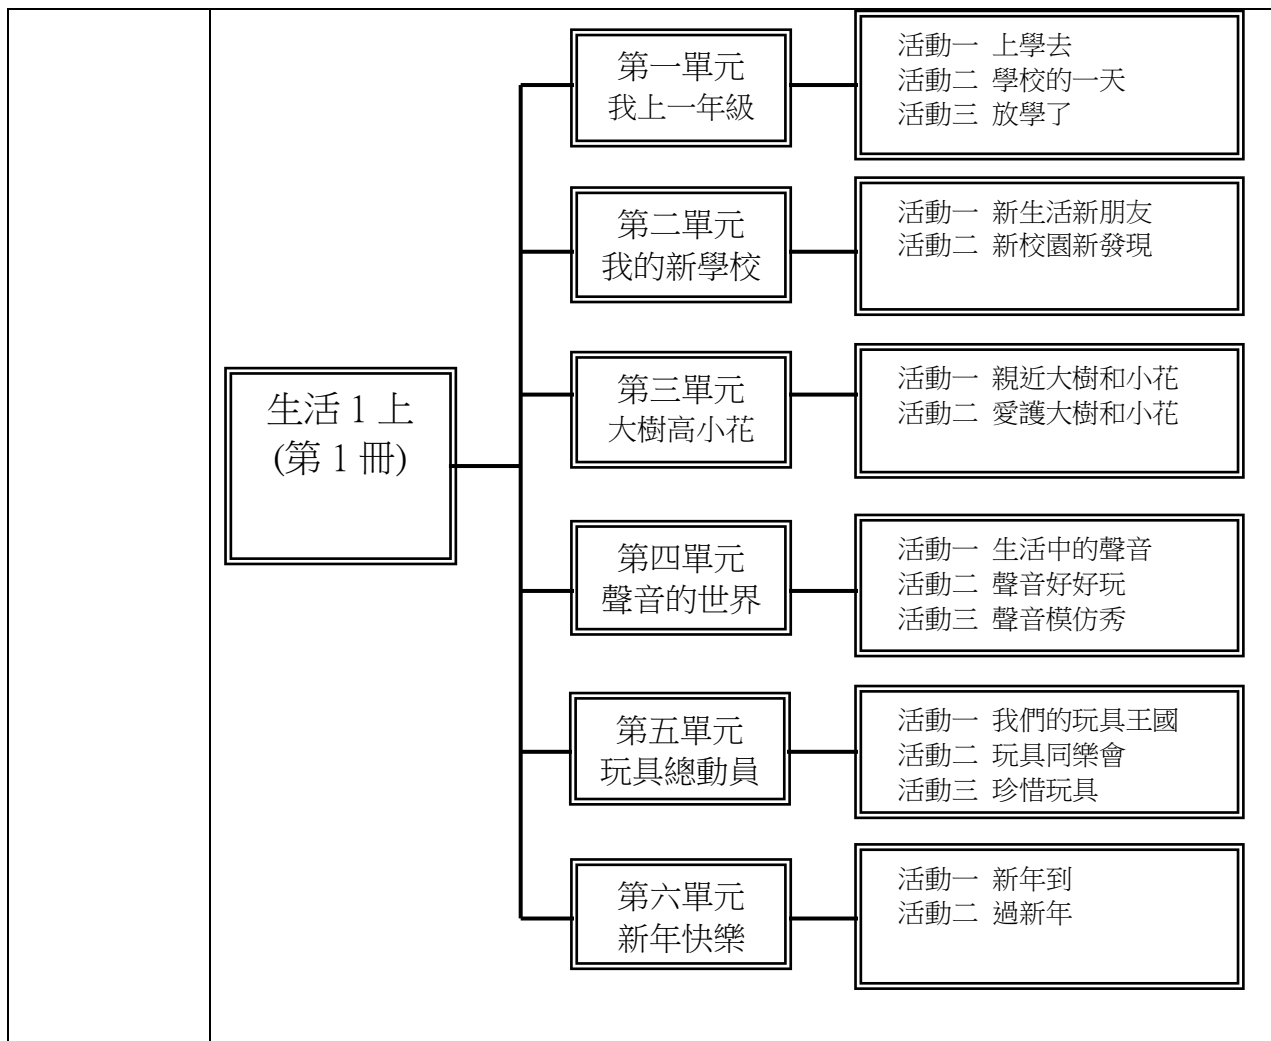 生活 1 上
(第 1 冊)
第一單元
我上一年級
活動一 上學去
活動二 學校的一天
活動三 放學了
第二單元
我的新學校
活動一 新生活新朋友
活動二 新校園新發現
第三單元
大樹高小花
活動一 親近大樹和小花
活動二 愛護大樹和小花
第四單元
聲音的世界
活動一 生活中的聲音
活動二 聲音好好玩
活動三 聲音模仿秀
第五單元
玩具總動員
活動一 我們的玩具王國
活動二 玩具同樂會
活動三 珍惜玩具
第六單元
新年快樂
活動一 新年到
活動二 過新年